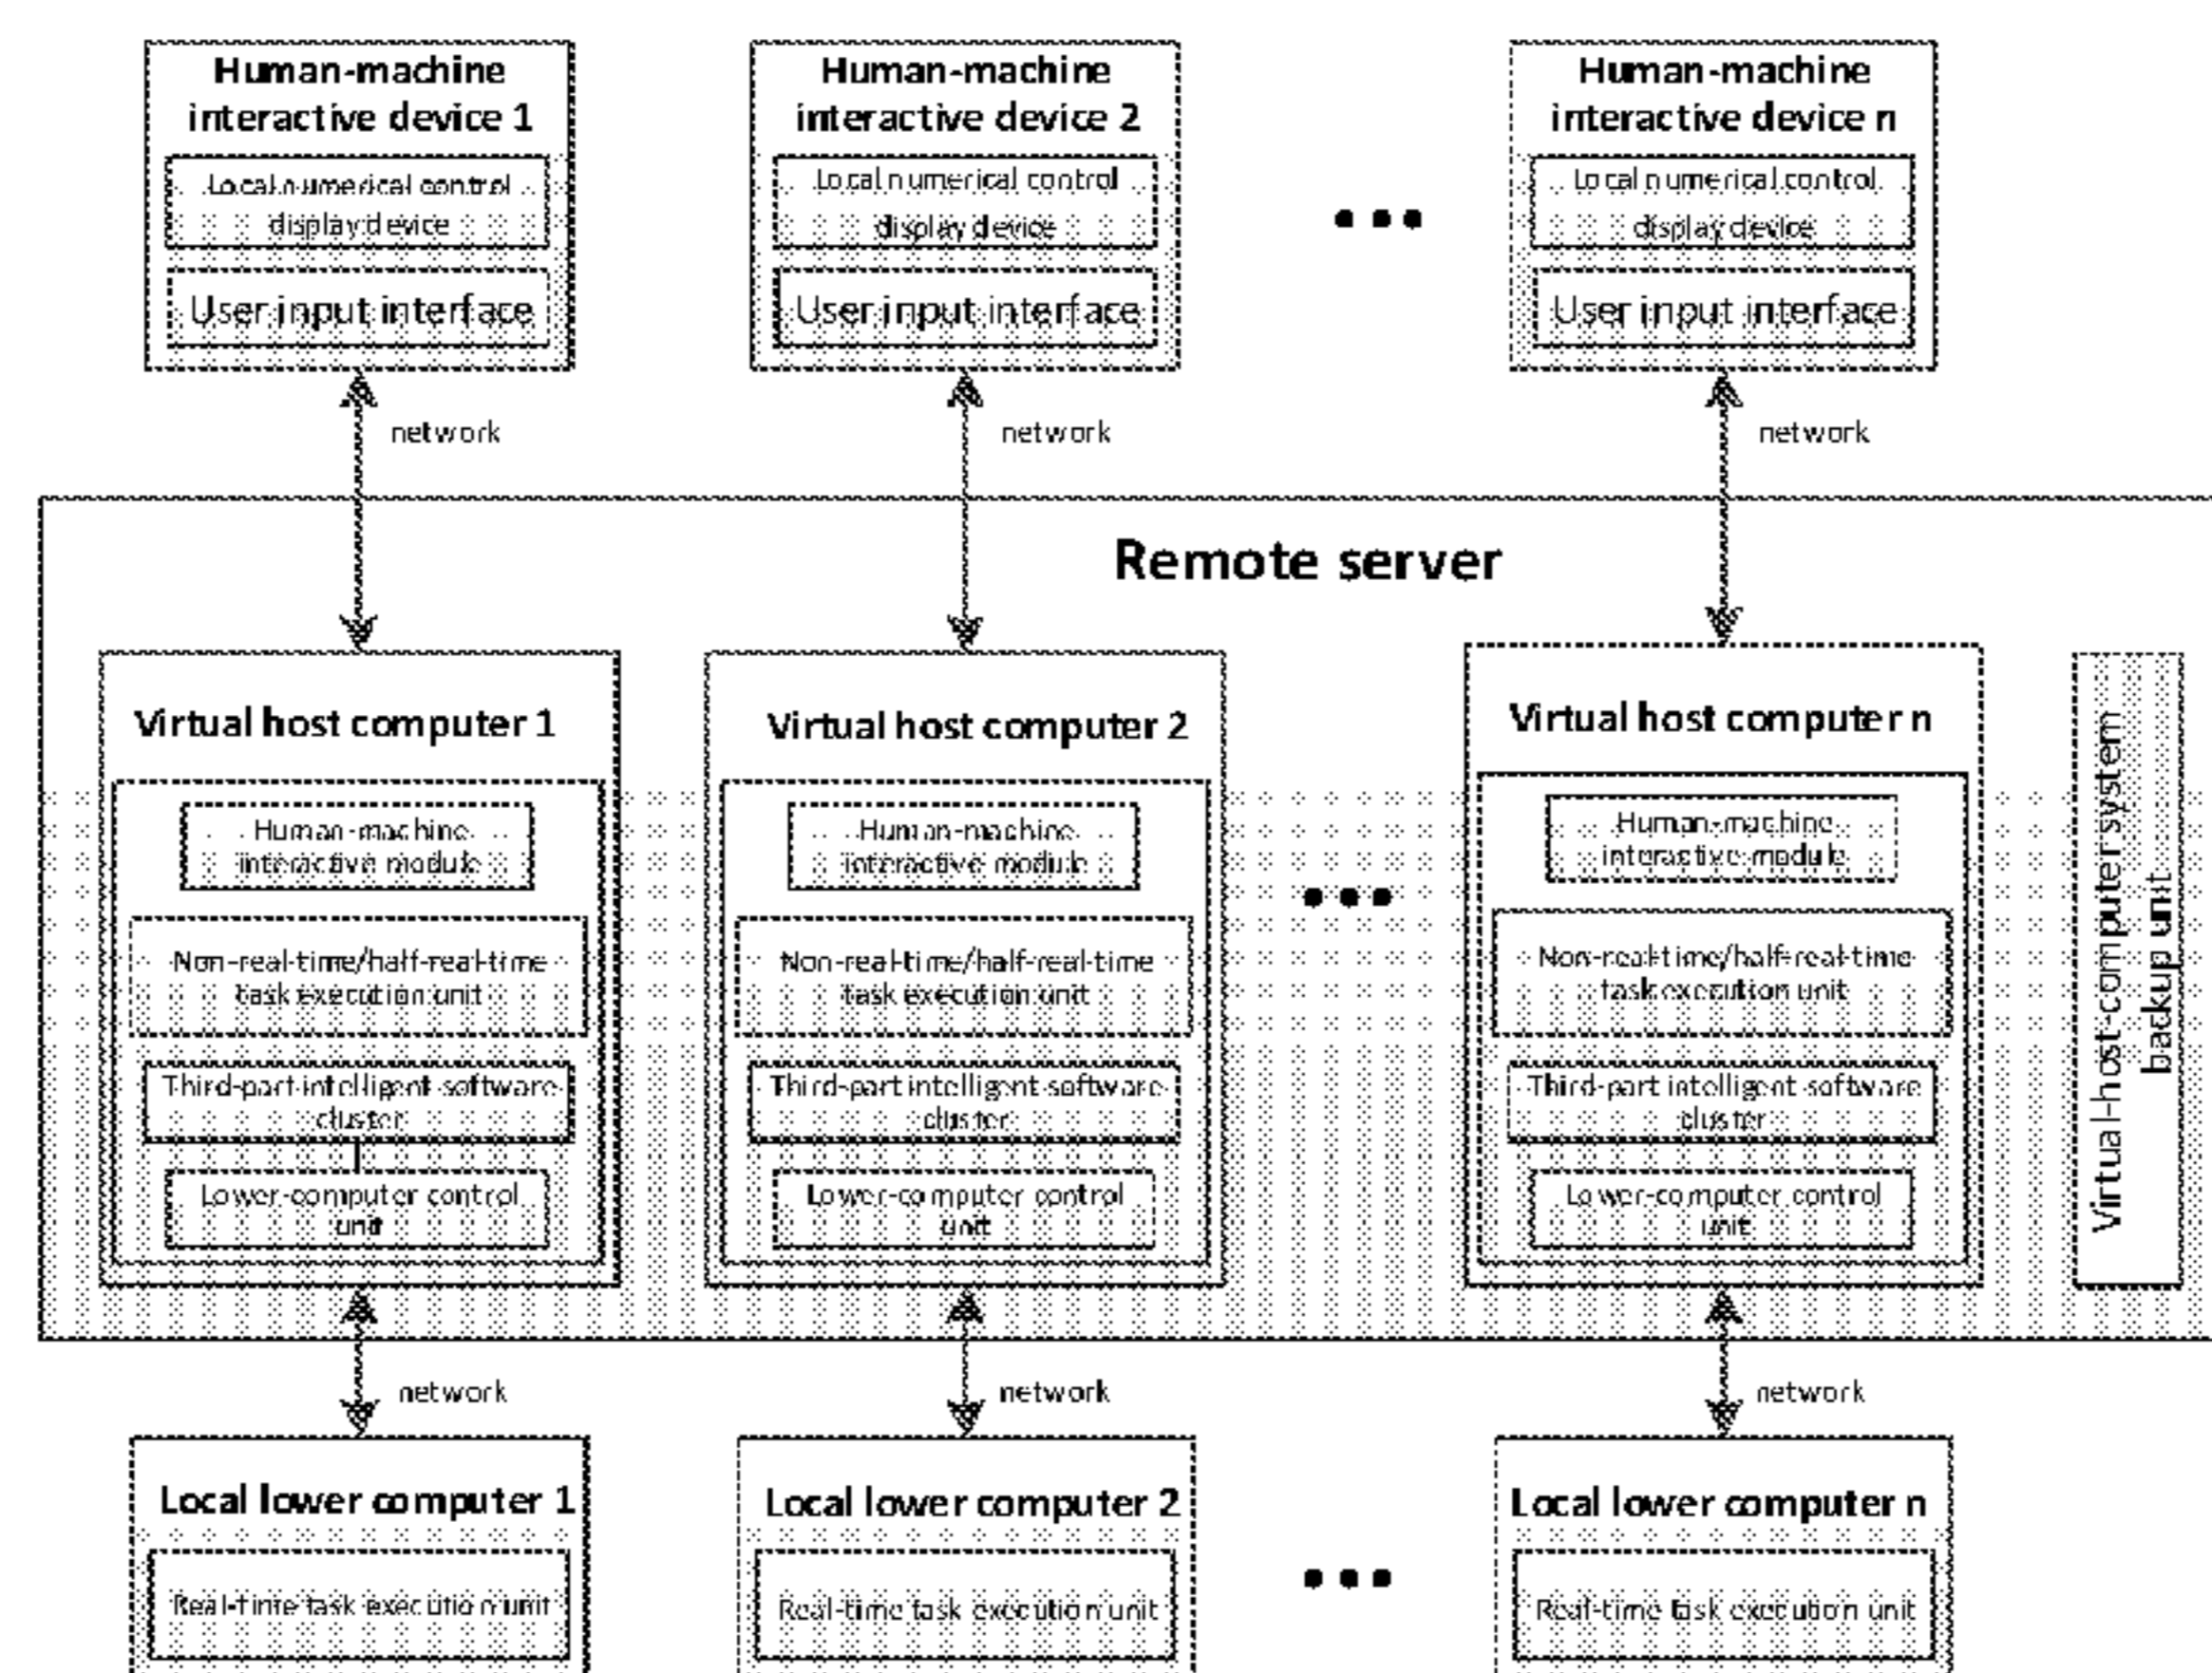 Human-machine
interactive device 1
Local numerical control
display device
User input interface
Human-machine
interactive device 2
Local numerical control
display device
User input interface
Human-machine
interactive device n
Local numerical control
display device
User input interface
network
network
network
Remote server
Virtual host computer 1
Human-machine
interactive module
Non-real-time/half-real-time
task execution unit
Third-part intelligent software
cluster
Lower-computer control
unit
Virtual host computer 2
Human-machine
interactive module
Non-real-time/half-real-time
task execution unit
Third-part intelligent software
cluster
Lower-computer control
unit
Virtual host computer n
Human-machine
interactive module
Non-real-time/half-real-time
task execution unit
Third-part intelligent software
cluster
Lower-computer control
unit
Virtual-host-computer system
backup unit
network
network
network
Local lower computer 1
Real-time task execution unit
Local lower computer 2
Real-time task execution unit
Local lower computer n
Real-time task execution unit